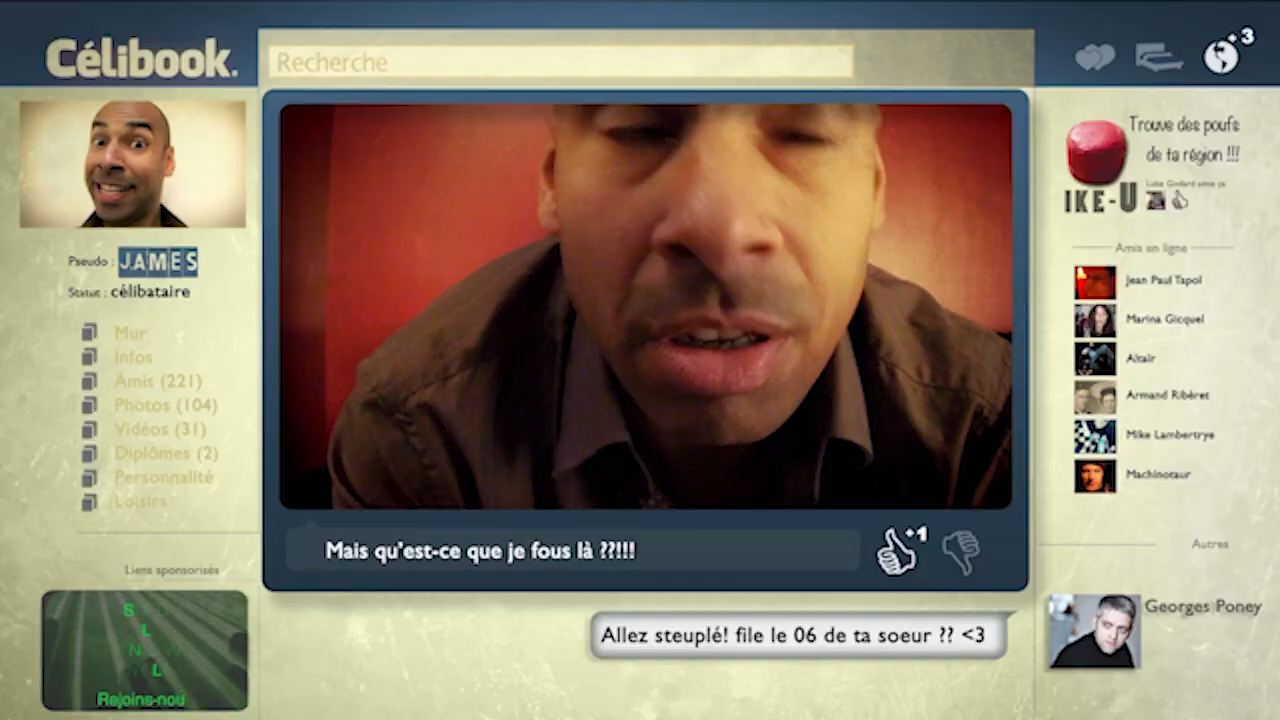 Célibook.
Recherche
+3
Pseudo : JAMES
Statut : célibataire
Mur
Infos
Amis (221)
Photos (104)
Vidéos (31)
Diplômes (2)
Personnalité
Loisirs
Liens sponsorisés
S
L
N
L
Rejoins-nou
Mais qu'est-ce que je fous là ??!!!
+1
Allez steuplé! file le 06 de ta soeur ?? <3
Trouve des poufs
de ta région !!!
IKE-U
Amis en ligne
Jean Paul Tapol
Marina Gicquel
Altaïr
Armand Ribéret
Mike Lambertrye
Machinotaur
Autres
Georges Poney